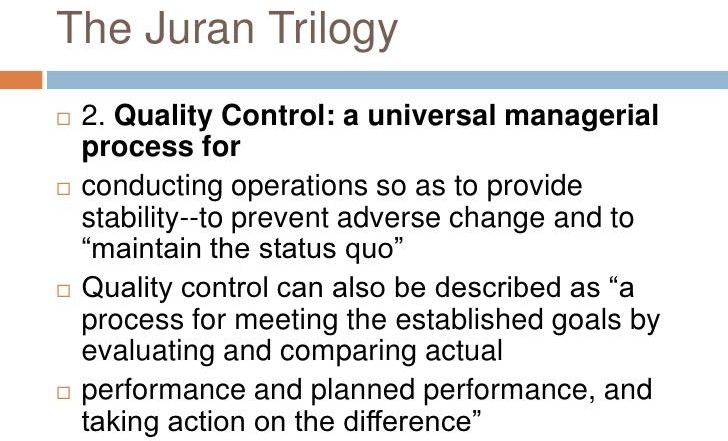 The Juran Trilogy
2. Quality Control: a universal managerial
process for
conducting operations so as to provide
stability--to prevent adverse change and to
“maintain the status quo”
Quality control can also be described as “a
process for meeting the established goals by
evaluating and comparing actual
performance and planned performance, and
taking action on the difference”